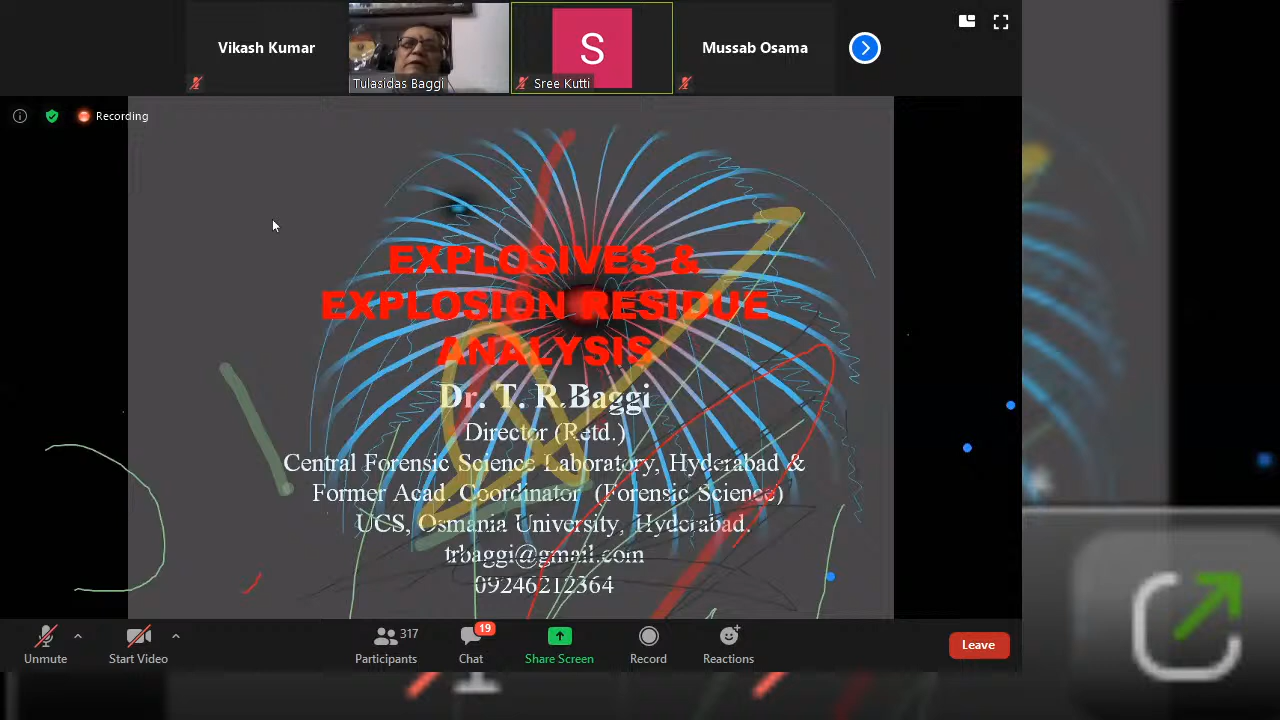 Vikash Kumar
Tulasidas Baggi
S
Sree Kutti
Mussab Osama
Recording
EXPLOSIVES &
EXPLOSION RESIDUE
ANALYSIS
Dr. T. R.Baggi
Director (Retd.)
Central Forensic Science Laboratory, Hyderabad &
Former Acad. Coordinator (Forensic Science)
UCS, Osmania University, Hyderabad.
trbaggi@gmail.com
09246212364
Unmute
Start Video
317
Participants
19
Chat
Share Screen
Record
Reactions
Leave